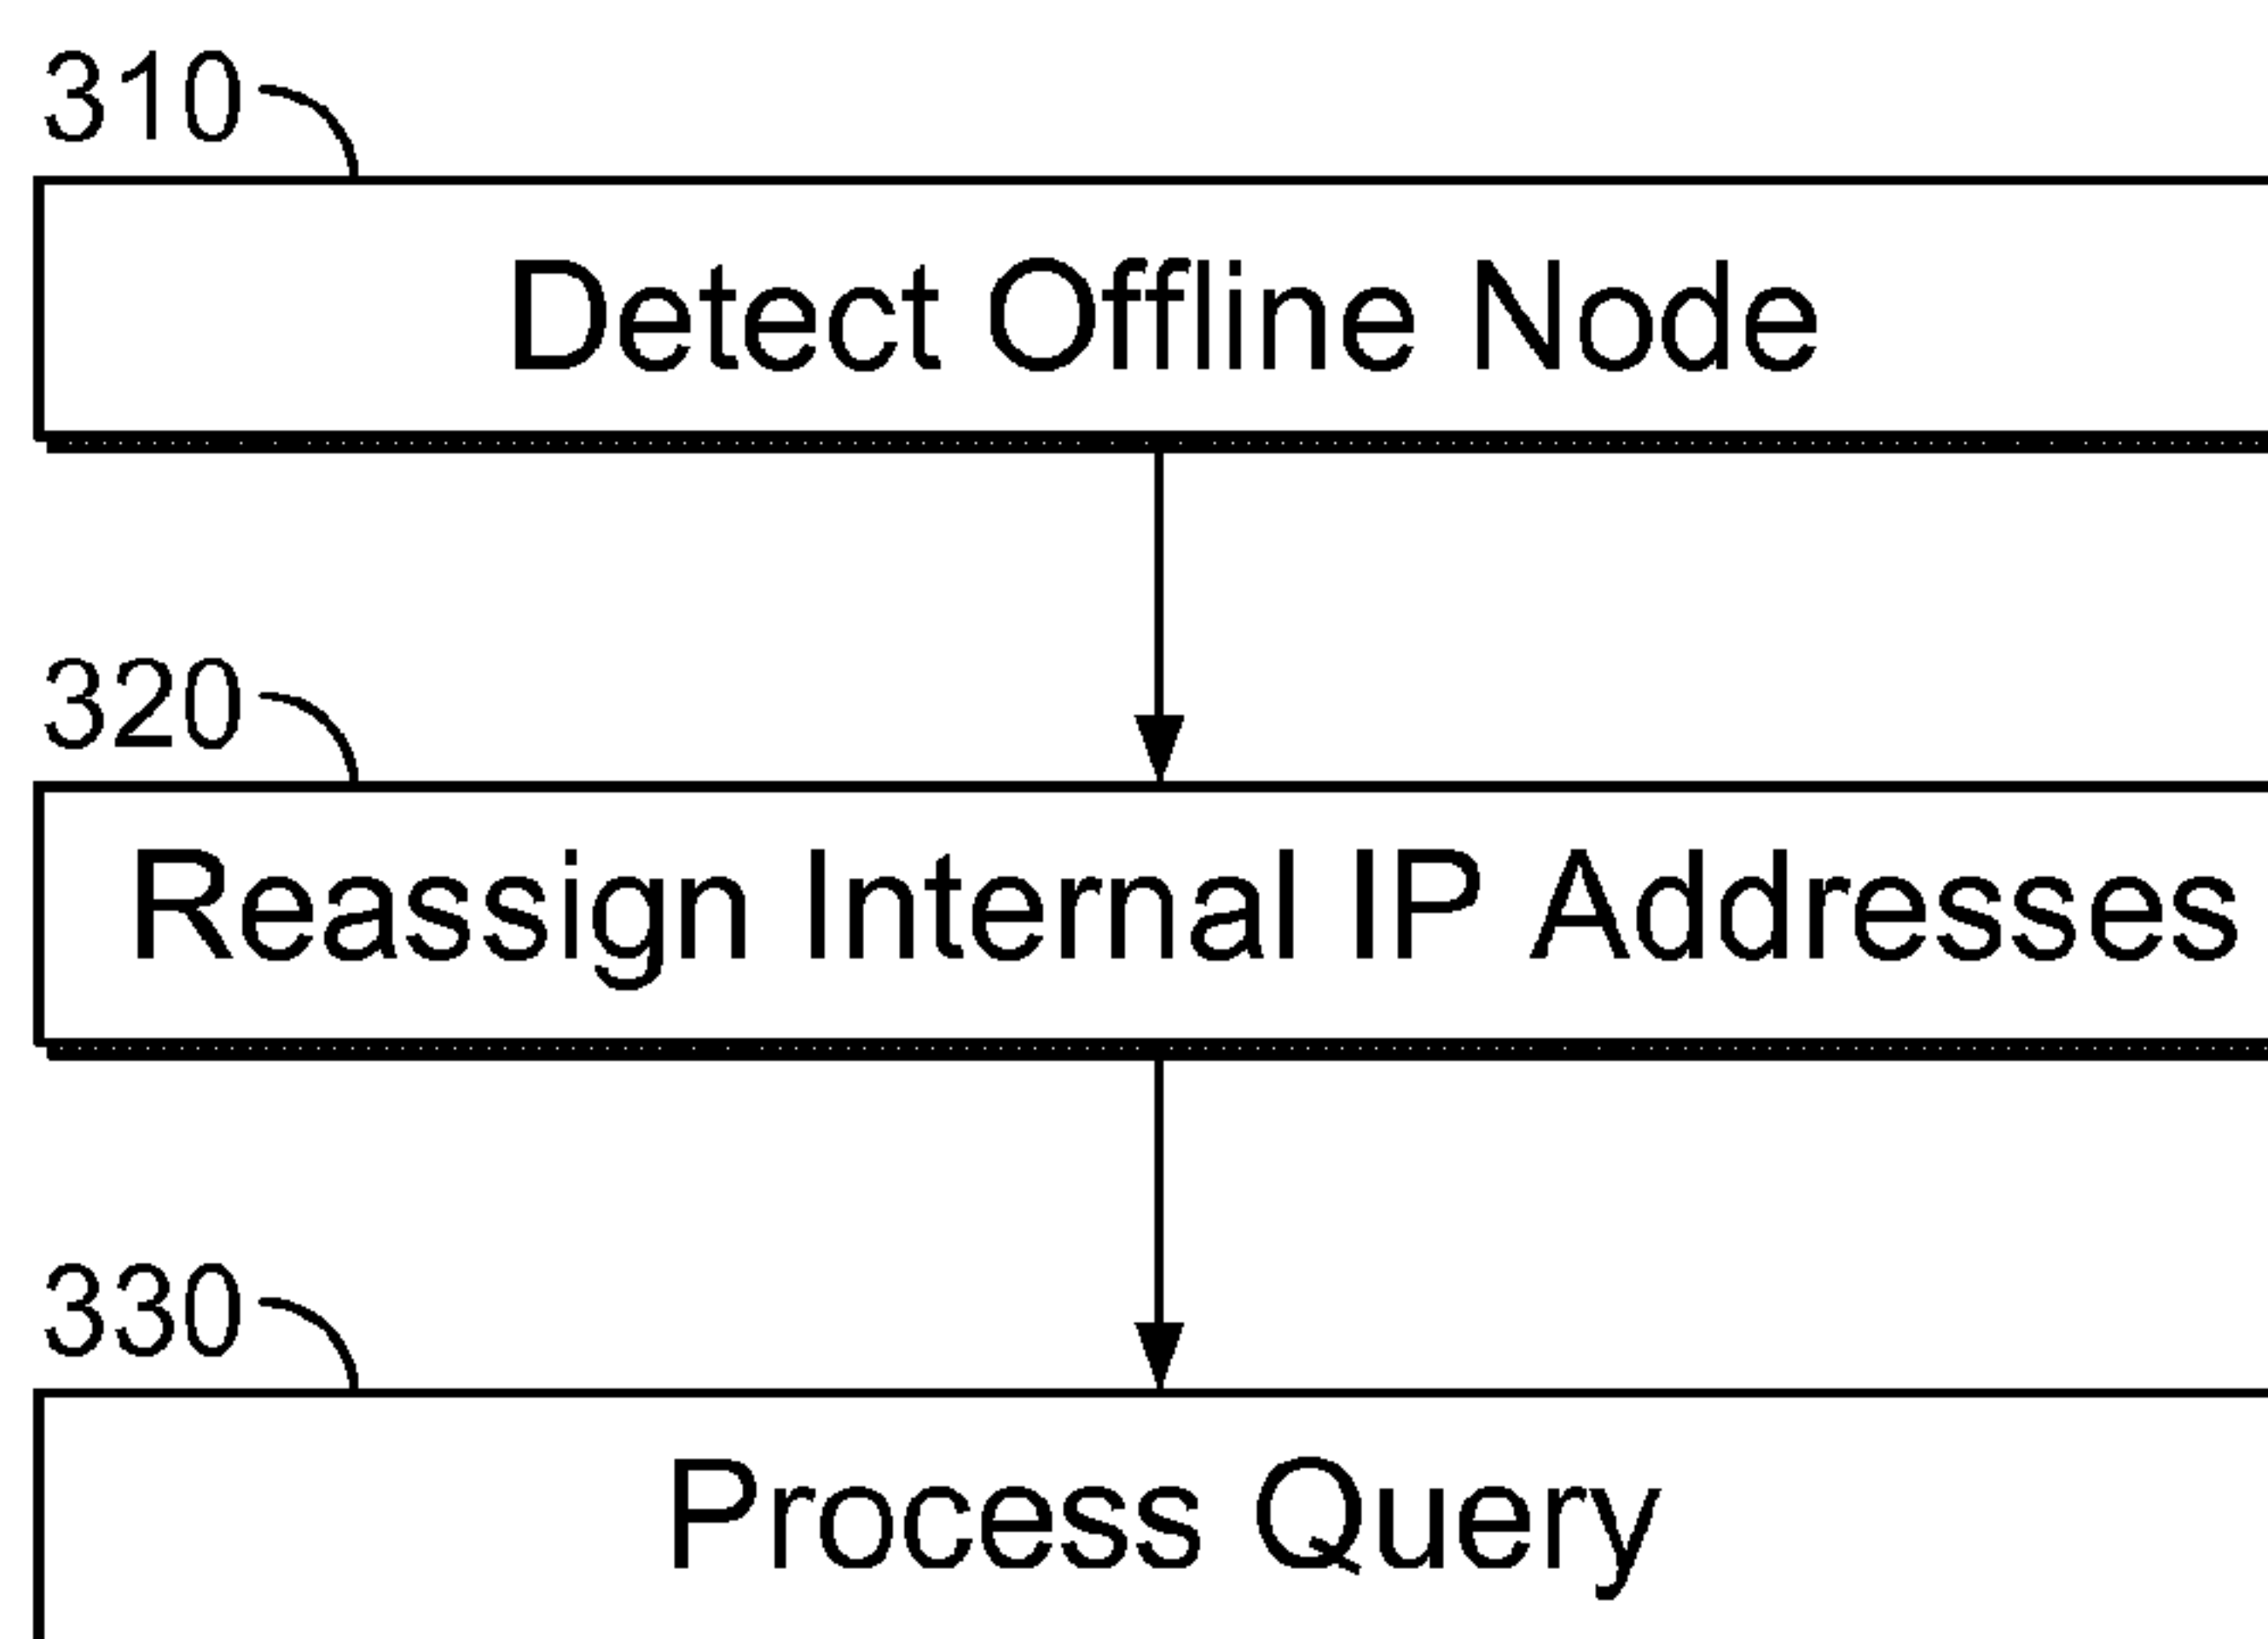 310
Detect Offline Node
320
Reassign Internal IP Addresses
330
Process Query